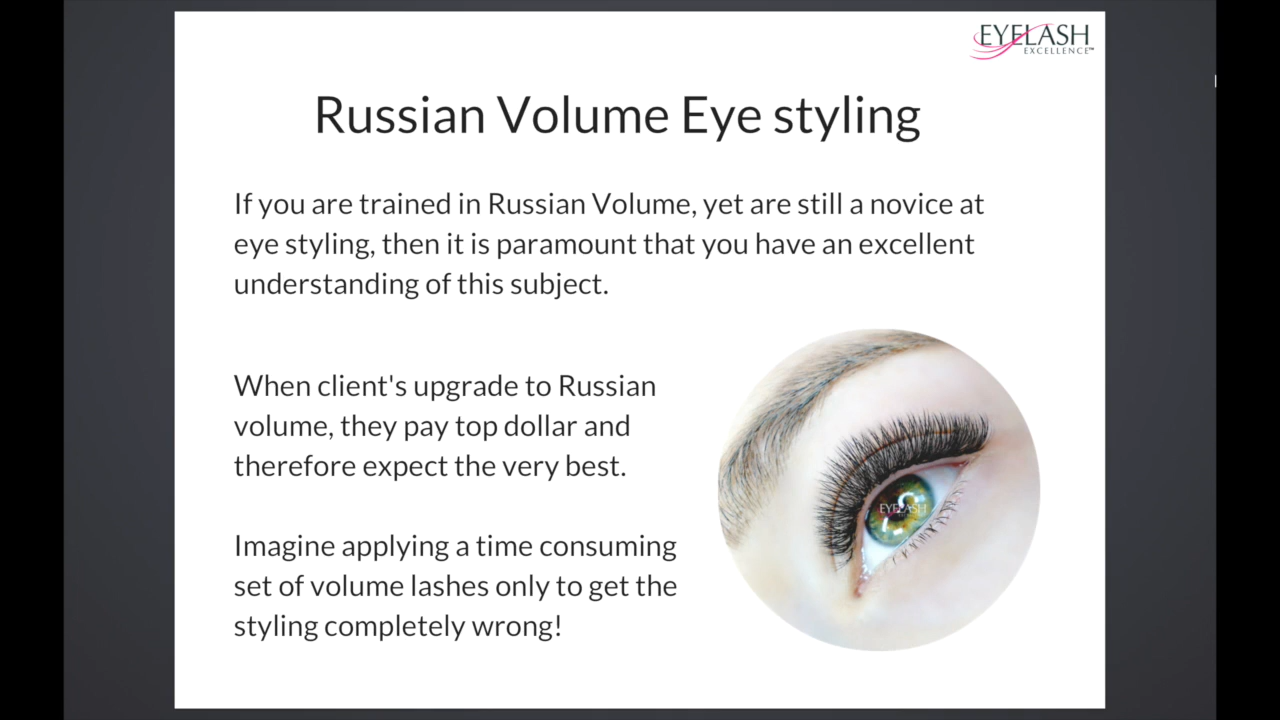 EYELASH
EXCELLENCE™
Russian Volume Eye styling
If you are trained in Russian Volume, yet are still a novice at
eye styling, then it is paramount that you have an excellent
understanding of this subject.
When client's upgrade to Russian
volume, they pay top dollar and
therefore expect the very best.
Imagine applying a time consuming
set of volume lashes only to get the
styling completely wrong!
EYELASH